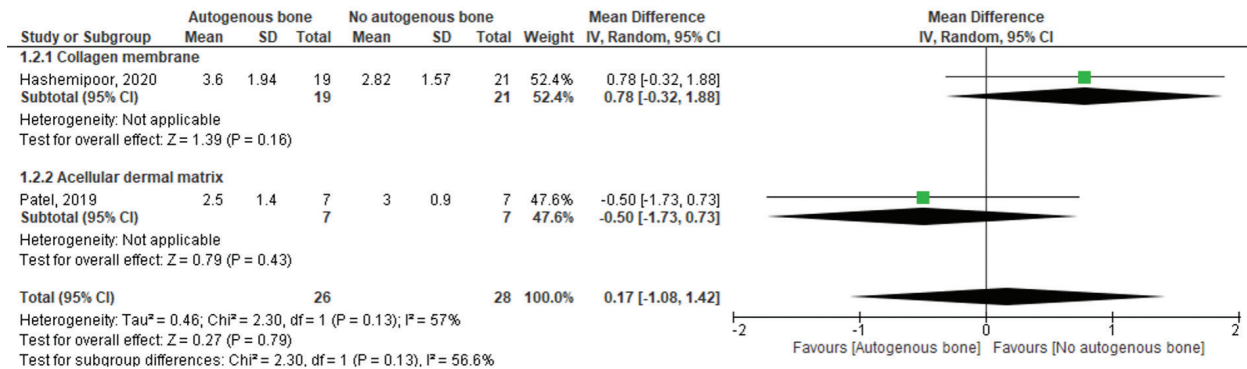 Autogenous bone No autogenous bone Mean Difference Mean Difference
Study or Subgroup Mean SD Total Mean SD Total Weight IV, Random, 95% CI IV, Random, 95% CI
1.2.1 Collagen membrane
Hashemipoor, 2020 3.6 1.94 19 2.82 1.57 21 52.4% 0.78 [-0.32, 1.88]
Subtotal (95% CI) 19 21 52.4% 0.78 [-0.32, 1.88]
Heterogeneity: Not applicable
Test for overall effect: Z = 1.39 (P = 0.16)
1.2.2 Acellular dermal matrix
Patel, 2019 2.5 1.4 7 3 0.9 7 47.6% -0.50 [-1.73, 0.73]
Subtotal (95% CI) 7 7 47.6% -0.50 [-1.73, 0.73]
Heterogeneity: Not applicable
Test for overall effect: Z = 0.79 (P = 0.43)
Total (95% CI) 26 28 100.0% 0.17 [-1.08, 1.42]
Heterogeneity: Tau² = 0.46; Chi² = 2.30, df = 1 (P = 0.13); I² = 57%
Test for overall effect: Z = 0.27 (P = 0.79)
Test for subgroup differences: Chi² = 2.30, df = 1 (P = 0.13), I² = 56.6%
-2 -1 0 1 2
Favours [Autogenous bone] Favours [No autogenous bone]